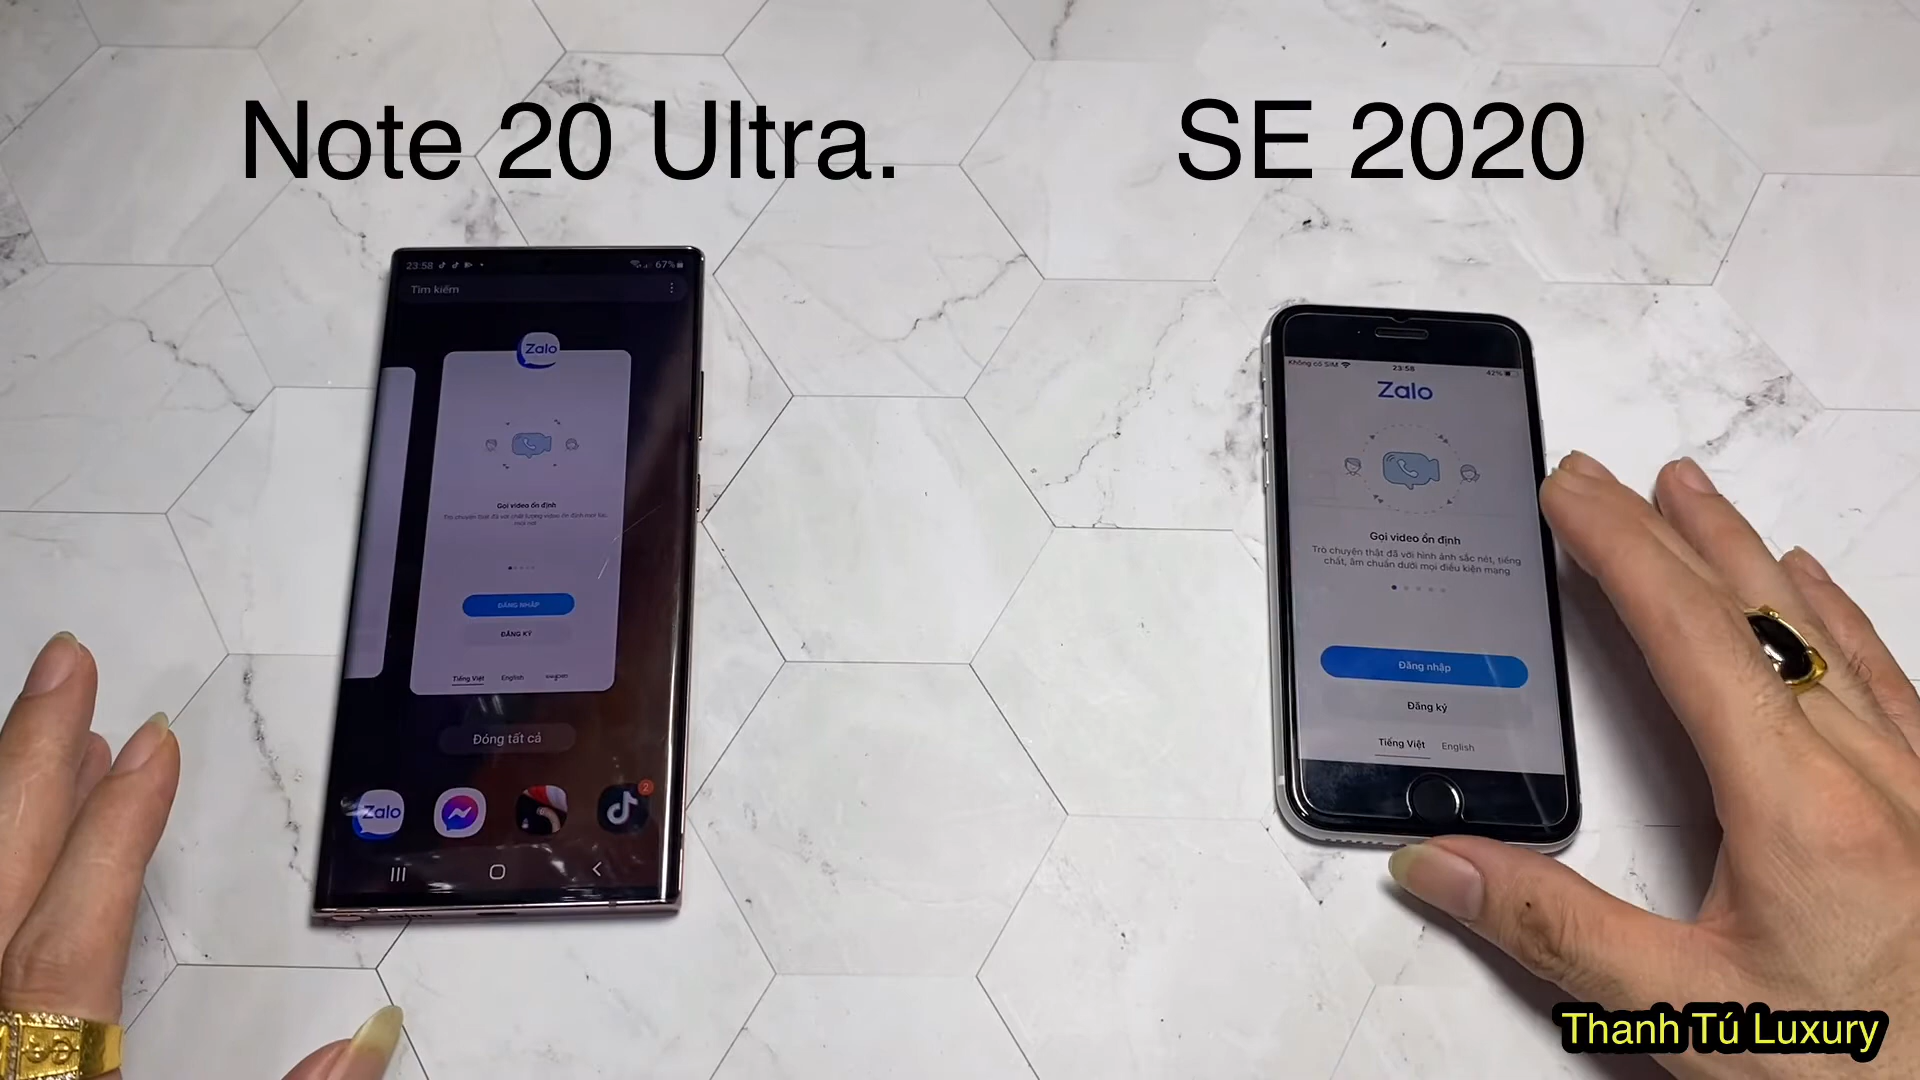 Note 20 Ultra.
SE 2020
23:58
67%
Tìm kiếm
Zalo
Gọi video ổn định
ĐĂNG NHẬP
ĐĂNG KÝ
Tiếng Việt
English
Đóng tất cả
Zalo
2
Không có SIM
23:58
42%
Zalo
Gọi video ổn định
Trò chuyện thật đã với hình ảnh sắc nét, tiếng
chất, âm chuẩn dưới mọi điều kiện mạng
Đăng nhập
Đăng ký
Tiếng Việt
English
Thanh Tú Luxury